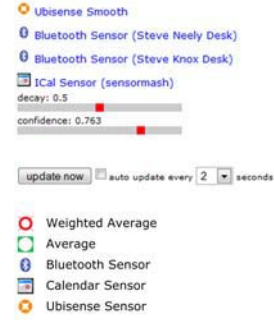 Ubisense Smooth
Bluetooth Sensor (Steve Neely Desk)
Bluetooth Sensor (Steve Knox Desk)
ICal Sensor (sensormash)
decay: 0.5
confidence: 0.763
update now auto update every 2 seconds
Weighted Average
Average
Bluetooth Sensor
Calendar Sensor
Ubisense Sensor